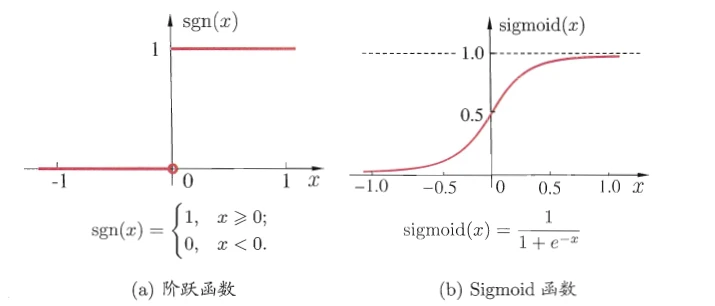 sgn(x)
1
-1
0
1
x
sgn(x) = {1, x ⩾ 0;
0, x < 0.
(a) 阶跃函数
sigmoid(x)
1.0
0.5
-1.0
-0.5
0
0.5
1.0
x
sigmoid(x) = 1 / (1 + e^{-x})
(b) Sigmoid 函数